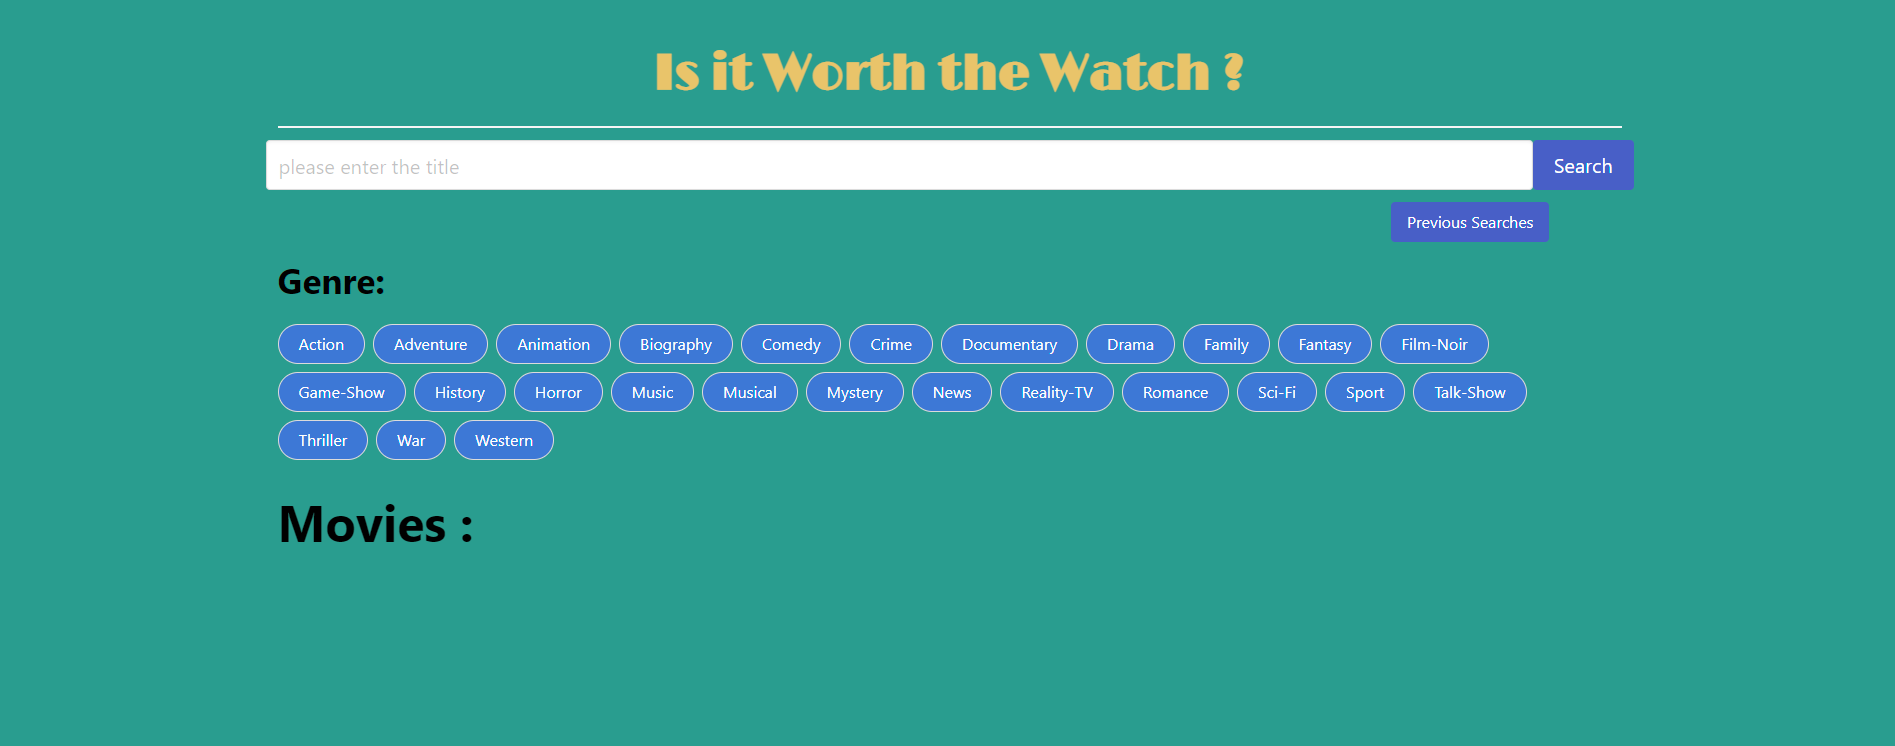 Is it Worth the Watch ?
please enter the title Search
Previous Searches
Genre:
Action Adventure Animation Biography Comedy Crime Documentary Drama Family Fantasy Film-Noir
Game-Show History Horror Music Musical Mystery News Reality-TV Romance Sci-Fi Sport Talk-Show
Thriller War Western
Movies :